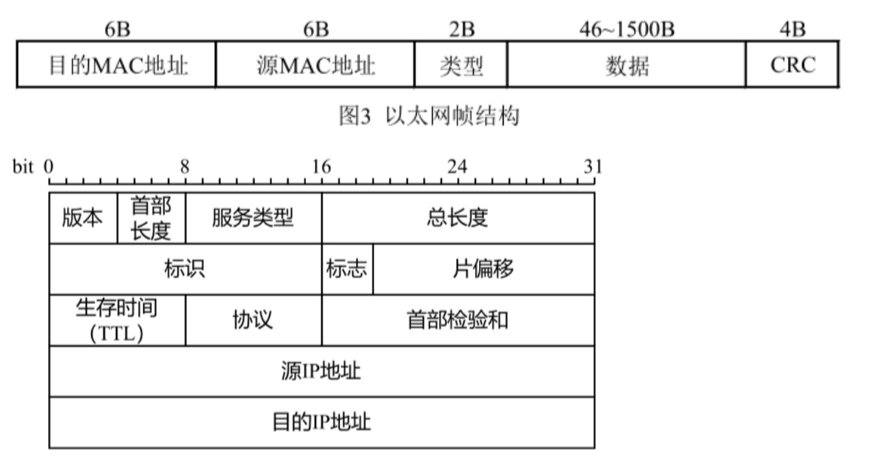 6B 6B 2B 46~1500B 4B
目的MAC地址 源MAC地址 类型 数据 CRC
图3 以太网帧结构
bit 0 8 16 24 31
版本 首部长度 服务类型 总长度
标识 标志 片偏移
生存时间(TTL) 协议 首部检验和
源IP地址
目的IP地址